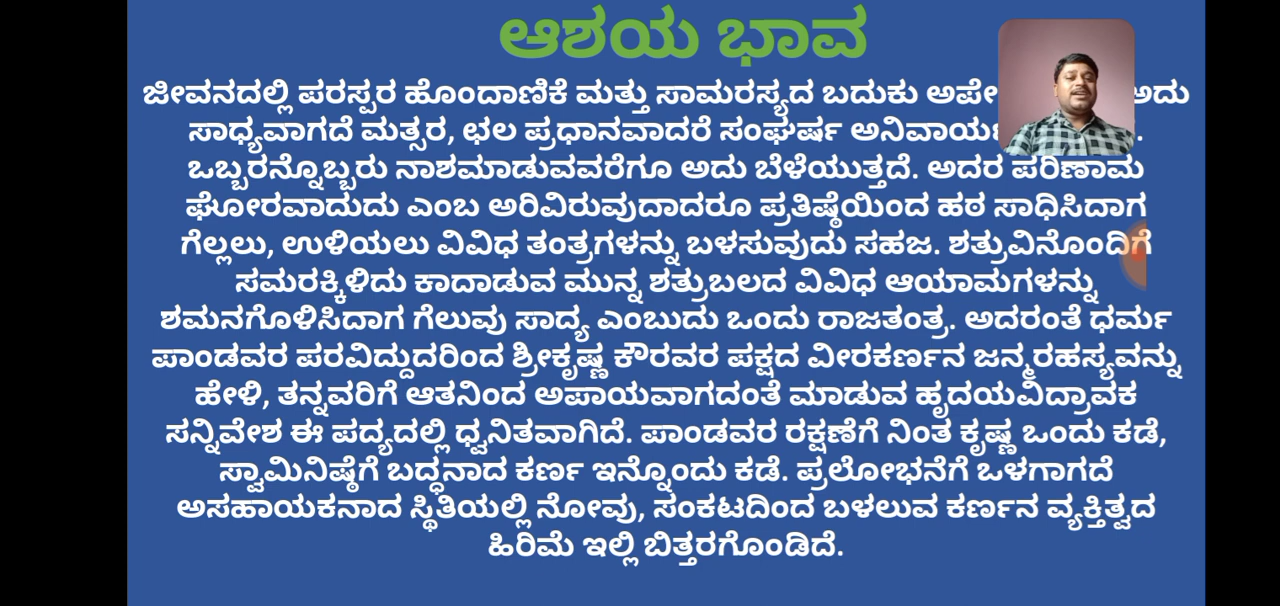 ಆಶಯ ಭಾವ
ಜೀವನದಲ್ಲಿ ಪರಸ್ಪರ ಹೊಂದಾಣಿಕೆ ಮತ್ತು ಸಾಮರಸ್ಯದ ಬದುಕು ಅದು
ಸಾಧ್ಯವಾಗದೆ ಮತ್ಸರ, ಛಲ ಪ್ರಧಾನವಾದರೆ ಸಂಘರ್ಷ
ಒಬ್ಬರನ್ನೊಬ್ಬರು ನಾಶಮಾಡುವವರೆಗೂ ಅದು ಬೆಳೆಯುತ್ತದೆ. ಅದರ ಪರಿಣಾಮ
ಘೋರವಾದುದು ಎಂಬ ಅರಿವಿರುವುದಾದರೂ ಪ್ರತಿಷ್ಠೆಯಿಂದ ಹಠ ಸಾಧಿಸಿದಾಗ
ಗೆಲ್ಲಲು, ಉಳಿಯಲು ವಿವಿಧ ತಂತ್ರಗಳನ್ನು ಬಳಸುವುದು ಸಹಜ. ಶತ್ರುವಿನೊಂದಿಗೆ
ಸಮರಕ್ಕಿಳಿದು ಕಾದಾಡುವ ಮುನ್ನ ಶತ್ರುಬಲದ ವಿವಿಧ ಆಯಾಮಗಳನ್ನು
ಶಮನಗೊಳಿಸಿದಾಗ ಗೆಲುವು ಸಾದ್ಯ ಎಂಬುದು ಒಂದು ರಾಜತಂತ್ರ. ಅದರಂತೆ ಧರ್ಮ
ಪಾಂಡವರ ಪರವಿದ್ದುದರಿಂದ ಶ್ರೀಕೃಷ್ಣ ಕೌರವರ ಪಕ್ಷದ ವೀರಕರ್ಣನ ಜನ್ಮರಹಸ್ಯವನ್ನು
ಹೇಳಿ, ತನ್ನವರಿಗೆ ಆತನಿಂದ ಅಪಾಯವಾಗದಂತೆ ಮಾಡುವ ಹೃದಯವಿದ್ರಾವಕ
ಸನ್ನಿವೇಶ ಈ ಪದ್ಯದಲ್ಲಿ ಧ್ವನಿತವಾಗಿದೆ. ಪಾಂಡವರ ರಕ್ಷಣೆಗೆ ನಿಂತ ಕೃಷ್ಣ ಒಂದು ಕಡೆ,
ಸ್ವಾಮಿನಿಷ್ಠೆಗೆ ಬದ್ಧನಾದ ಕರ್ಣ ಇನ್ನೊಂದು ಕಡೆ. ಪ್ರಲೋಭನೆಗೆ ಒಳಗಾಗದೆ
ಅಸಹಾಯಕನಾದ ಸ್ಥಿತಿಯಲ್ಲಿ ನೋವು, ಸಂಕಟದಿಂದ ಬಳಲುವ ಕರ್ಣನ ವ್ಯಕ್ತಿತ್ವದ
ಹಿರಿಮೆ ಇಲ್ಲಿ ಬಿತ್ತರಗೊಂಡಿದೆ.